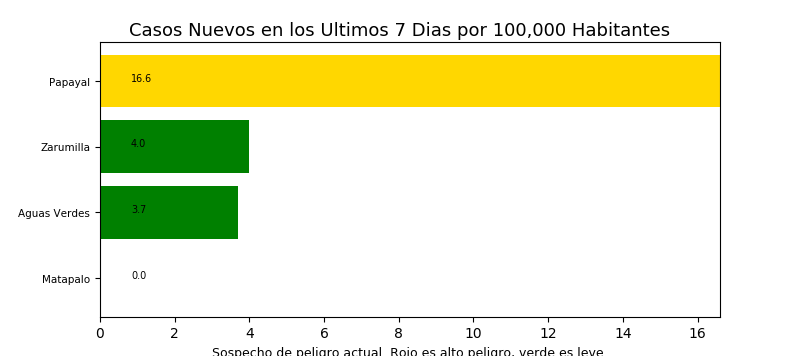 Casos Nuevos en los Ultimos 7 Dias por 100,000 Habitantes
Papayal 16.6
Zarumilla 4.0
Aguas Verdes 3.7
Matapalo 0.0
0 2 4 6 8 10 12 14 16
Sospecho de peligro actual. Rojo es alto peligro, verde es leve